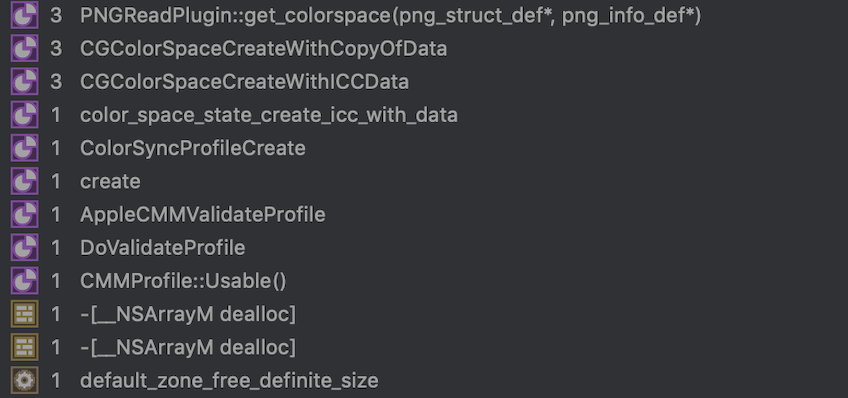 3 PNGReadPlugin::get_colorspace(png_struct_def*, png_info_def*)
3 CGColorSpaceCreateWithCopyOfData
3 CGColorSpaceCreateWithICCData
1 color_space_state_create_icc_with_data
1 ColorSyncProfileCreate
1 create
1 AppleCMMValidateProfile
1 DoValidateProfile
1 CMMProfile::Usable()
1 -[__NSArrayM dealloc]
1 -[__NSArrayM dealloc]
1 default_zone_free_definite_size